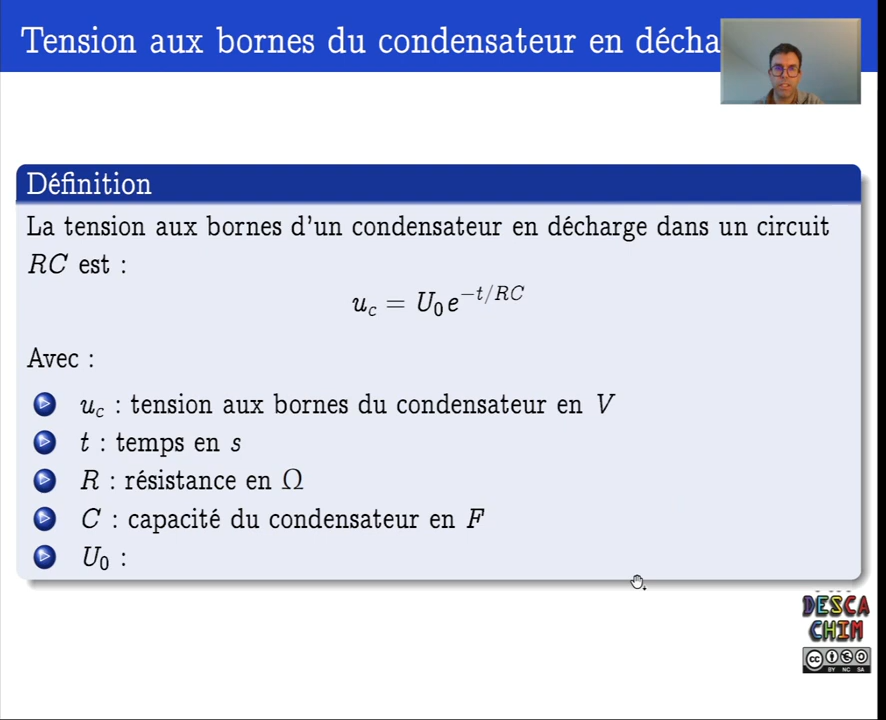 Tension aux bornes du condensateur en décha
Définition
La tension aux bornes d'un condensateur en décharge dans un circuit
RC est :
u_c = U_0 e^{-t/RC}
Avec :
u_c : tension aux bornes du condensateur en V
t : temps en s
R : résistance en Ω
C : capacité du condensateur en F
U_0 :
DESCA
CHIM
CC
BY NC SA